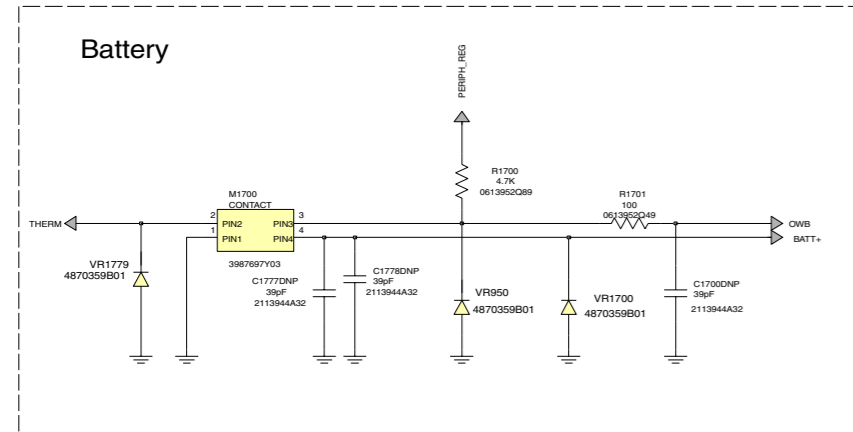 Battery
PERIPH_REG
R1700
4.7K
0613952Q89
M1700
CONTACT
R1701
100
0613952Q49
THERM
2
PIN2
PIN3
3
OWB
1
PIN1
PIN4
4
BATT+
3987697Y03
VR1779
4870359B01
C1777DNP
39pF
2113944A32
C1778DNP
39pF
2113944A32
VR950
4870359B01
VR1700
4870359B01
C1700DNP
39pF
2113944A32